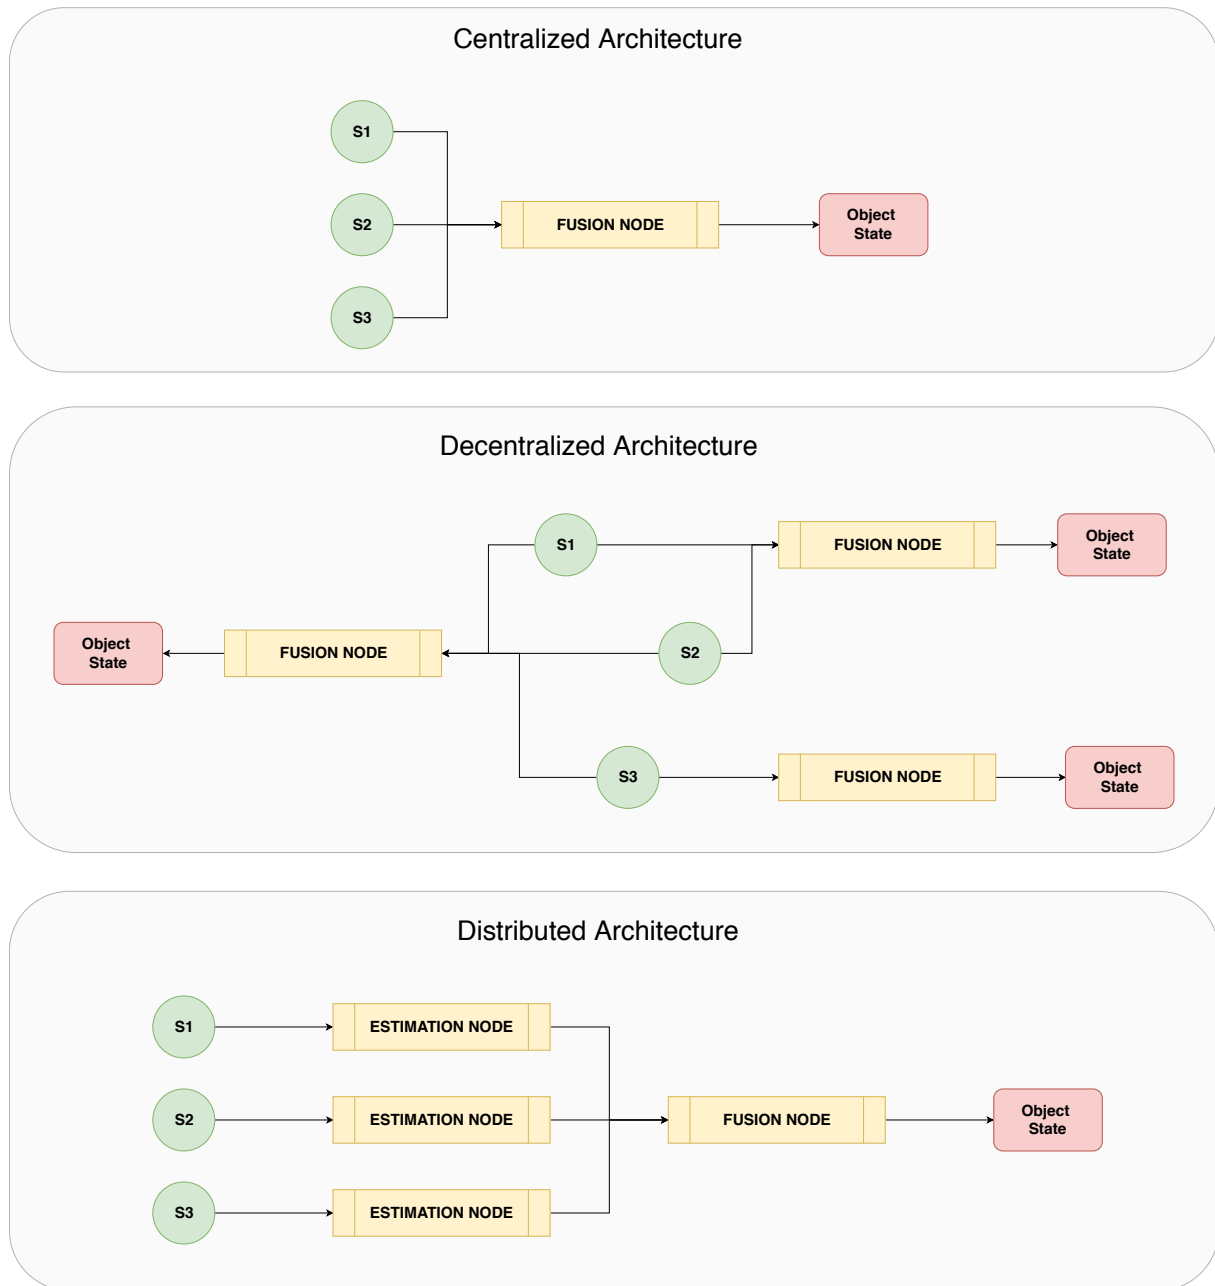 Centralized Architecture
S1
S2
FUSION NODE
Object
State
S3
Decentralized Architecture
S1
FUSION NODE
Object
State
Object
State
FUSION NODE
S2
S3
FUSION NODE
Object
State
Distributed Architecture
S1
ESTIMATION NODE
S2
ESTIMATION NODE
FUSION NODE
Object
State
S3
ESTIMATION NODE